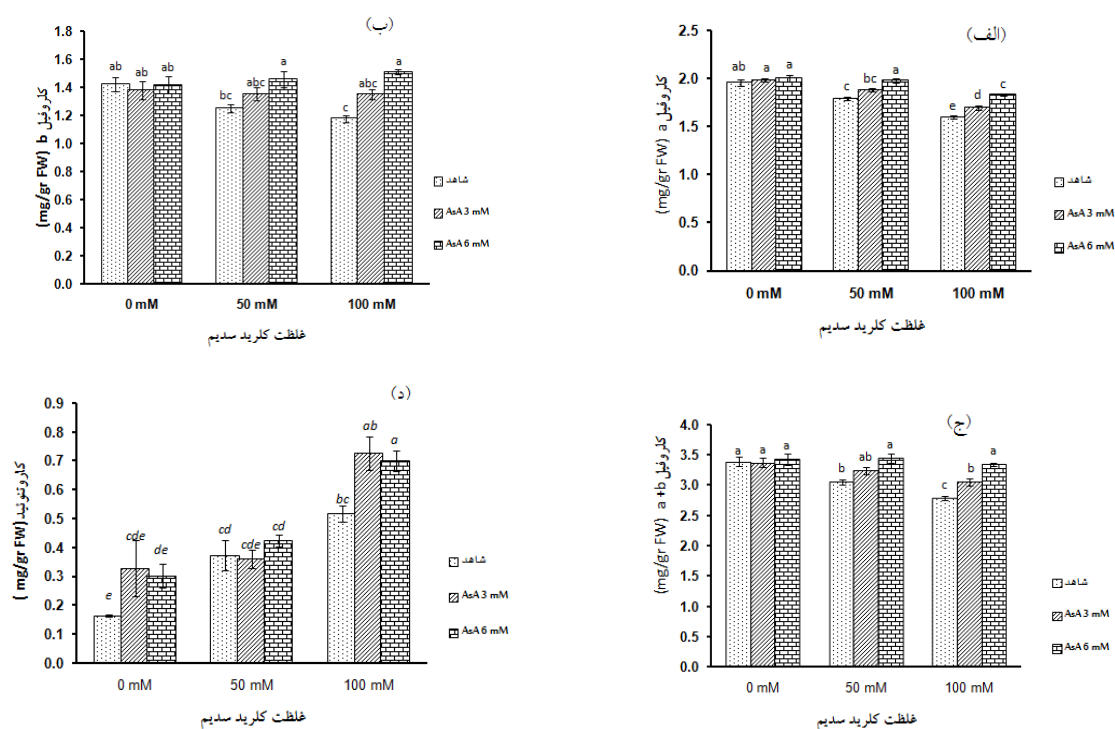 (الف)
کلروفیل a (mg/gr FW)
2.5
2.0
1.5
1.0
0.5
0.0
ab a a
c bc a
e d c
0 mM 50 mM 100 mM
غلظت کلرید سدیم
شاهد
AsA 3 mM
AsA 6 mM
(ب)
کلروفیل b (mg/gr FW)
1.8
1.6
1.4
1.2
1.0
0.8
0.6
0.4
0.2
0.0
ab ab ab
bc abc a
c abc a
0 mM 50 mM 100 mM
غلظت کلرید سدیم
شاهد
AsA 3 mM
AsA 6 mM
(ج)
کلروفیل a +b (mg/gr FW)
4.0
3.5
3.0
2.5
2.0
1.5
1.0
0.5
0.0
a a a
b ab a
c b a
0 mM 50 mM 100 mM
غلظت کلرید سدیم
شاهد
AsA 3 mM
AsA 6 mM
(د)
کاروتنوئید (mg/gr FW )
0.9
0.8
0.7
0.6
0.5
0.4
0.3
0.2
0.1
0.0
e cde de
cd cde cd
bc ab a
0 mM 50 mM 100 mM
غلظت کلرید سدیم
شاهد
AsA 3 mM
AsA 6 mM